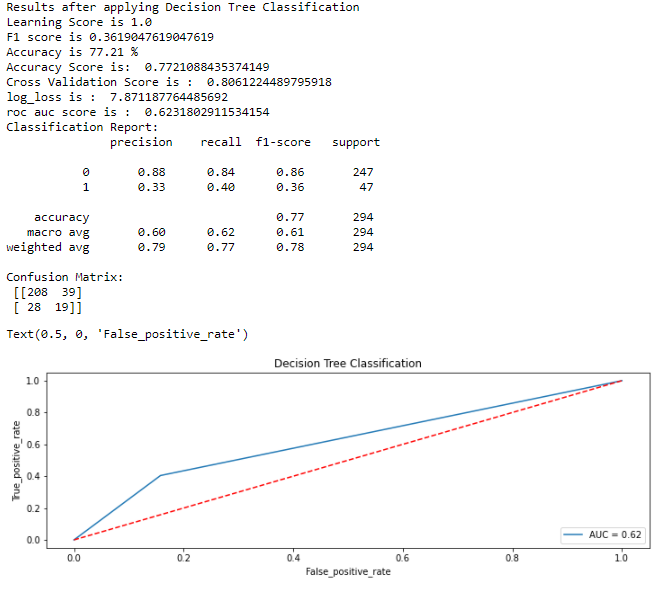 Results after applying Decision Tree Classification
Learning Score is 1.0
F1 score is 0.3619047619047619
Accuracy is 77.21 %
Accuracy Score is:  0.7721088435374149
Cross Validation Score is :  0.8061224489795918
log_loss is :  7.871187764485692
roc auc score is :  0.6231802911534154
Classification Report:
precision    recall  f1-score   support
0       0.88      0.84      0.86       247
1       0.33      0.40      0.36        47
accuracy                           0.77       294
macro avg       0.60      0.62      0.61       294
weighted avg       0.79      0.77      0.78       294
Confusion Matrix:
[[208  39]
[ 28  19]]
Text(0.5, 0, 'False_positive_rate')
Decision Tree Classification
True_positive_rate
1.0
0.8
0.6
0.4
0.2
0.0
AUC = 0.62
0.0 0.2 0.4 0.6 0.8 1.0
False_positive_rate